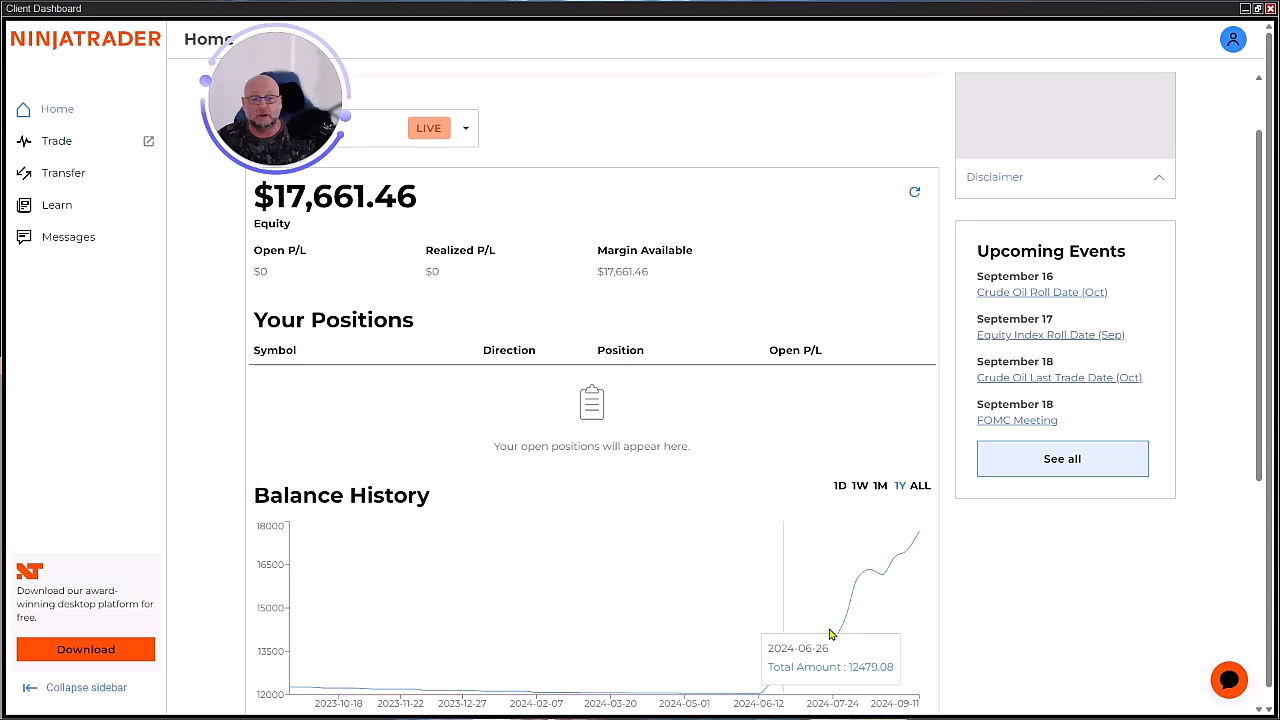 Client Dashboard
NINJATRADER
Home
Home
Trade
Transfer
Learn
Messages
LIVE
$17,661.46
Equity
Open P/L Realized P/L Margin Available
$0 $0 $17,661.46
Your Positions
Symbol Direction Position Open P/L
Your open positions will appear here.
Balance History
1D 1W 1M 1Y ALL
18000
16500
15000
13500
12000
2024-06-26
Total Amount : 12479.08
2023-10-18 2023-11-22 2023-12-27 2024-02-07 2024-03-20 2024-05-01 2024-06-12 2024-07-24 2024-09-11
Disclaimer
Upcoming Events
September 16
Crude Oil Roll Date (Oct)
September 17
Equity Index Roll Date (Sep)
September 18
Crude Oil Last Trade Date (Oct)
September 18
FOMC Meeting
See all
NT
Download our award-
winning desktop platform for
free.
Download
Collapse sidebar